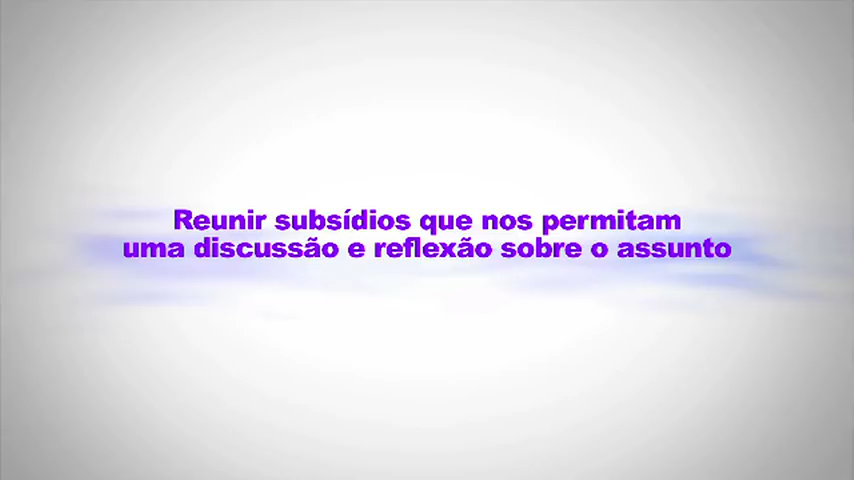 Reunir subsídios que nos permitam
uma discussão e reflexão sobre o assunto